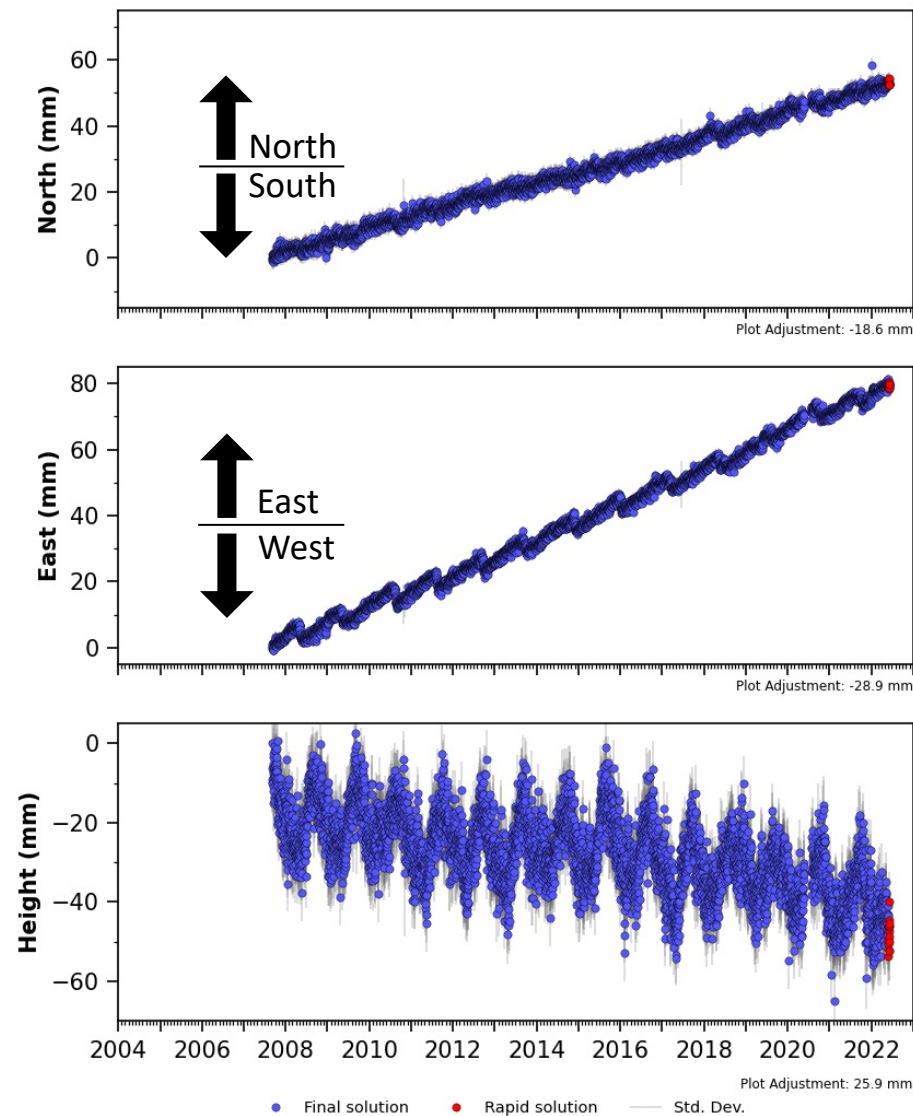 North (mm)
60
40
20
0
North
South
Plot Adjustment: -18.6 mm
East (mm)
80
60
40
20
0
East
West
Plot Adjustment: -28.9 mm
Height (mm)
0
−20
−40
−60
2004 2006 2008 2010 2012 2014 2016 2018 2020 2022
Plot Adjustment: 25.9 mm
Final solution Rapid solution Std. Dev.